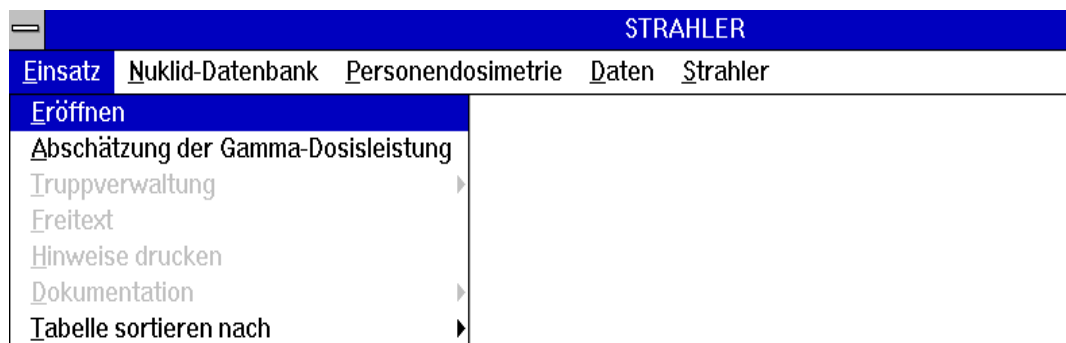 STRAHLER
Einsatz Nuklid-Datenbank Personendosimetrie Daten Strahler
Eröffnen
Abschätzung der Gamma-Dosisleistung
Truppverwaltung
Freitext
Hinweise drucken
Dokumentation
Tabelle sortieren nach